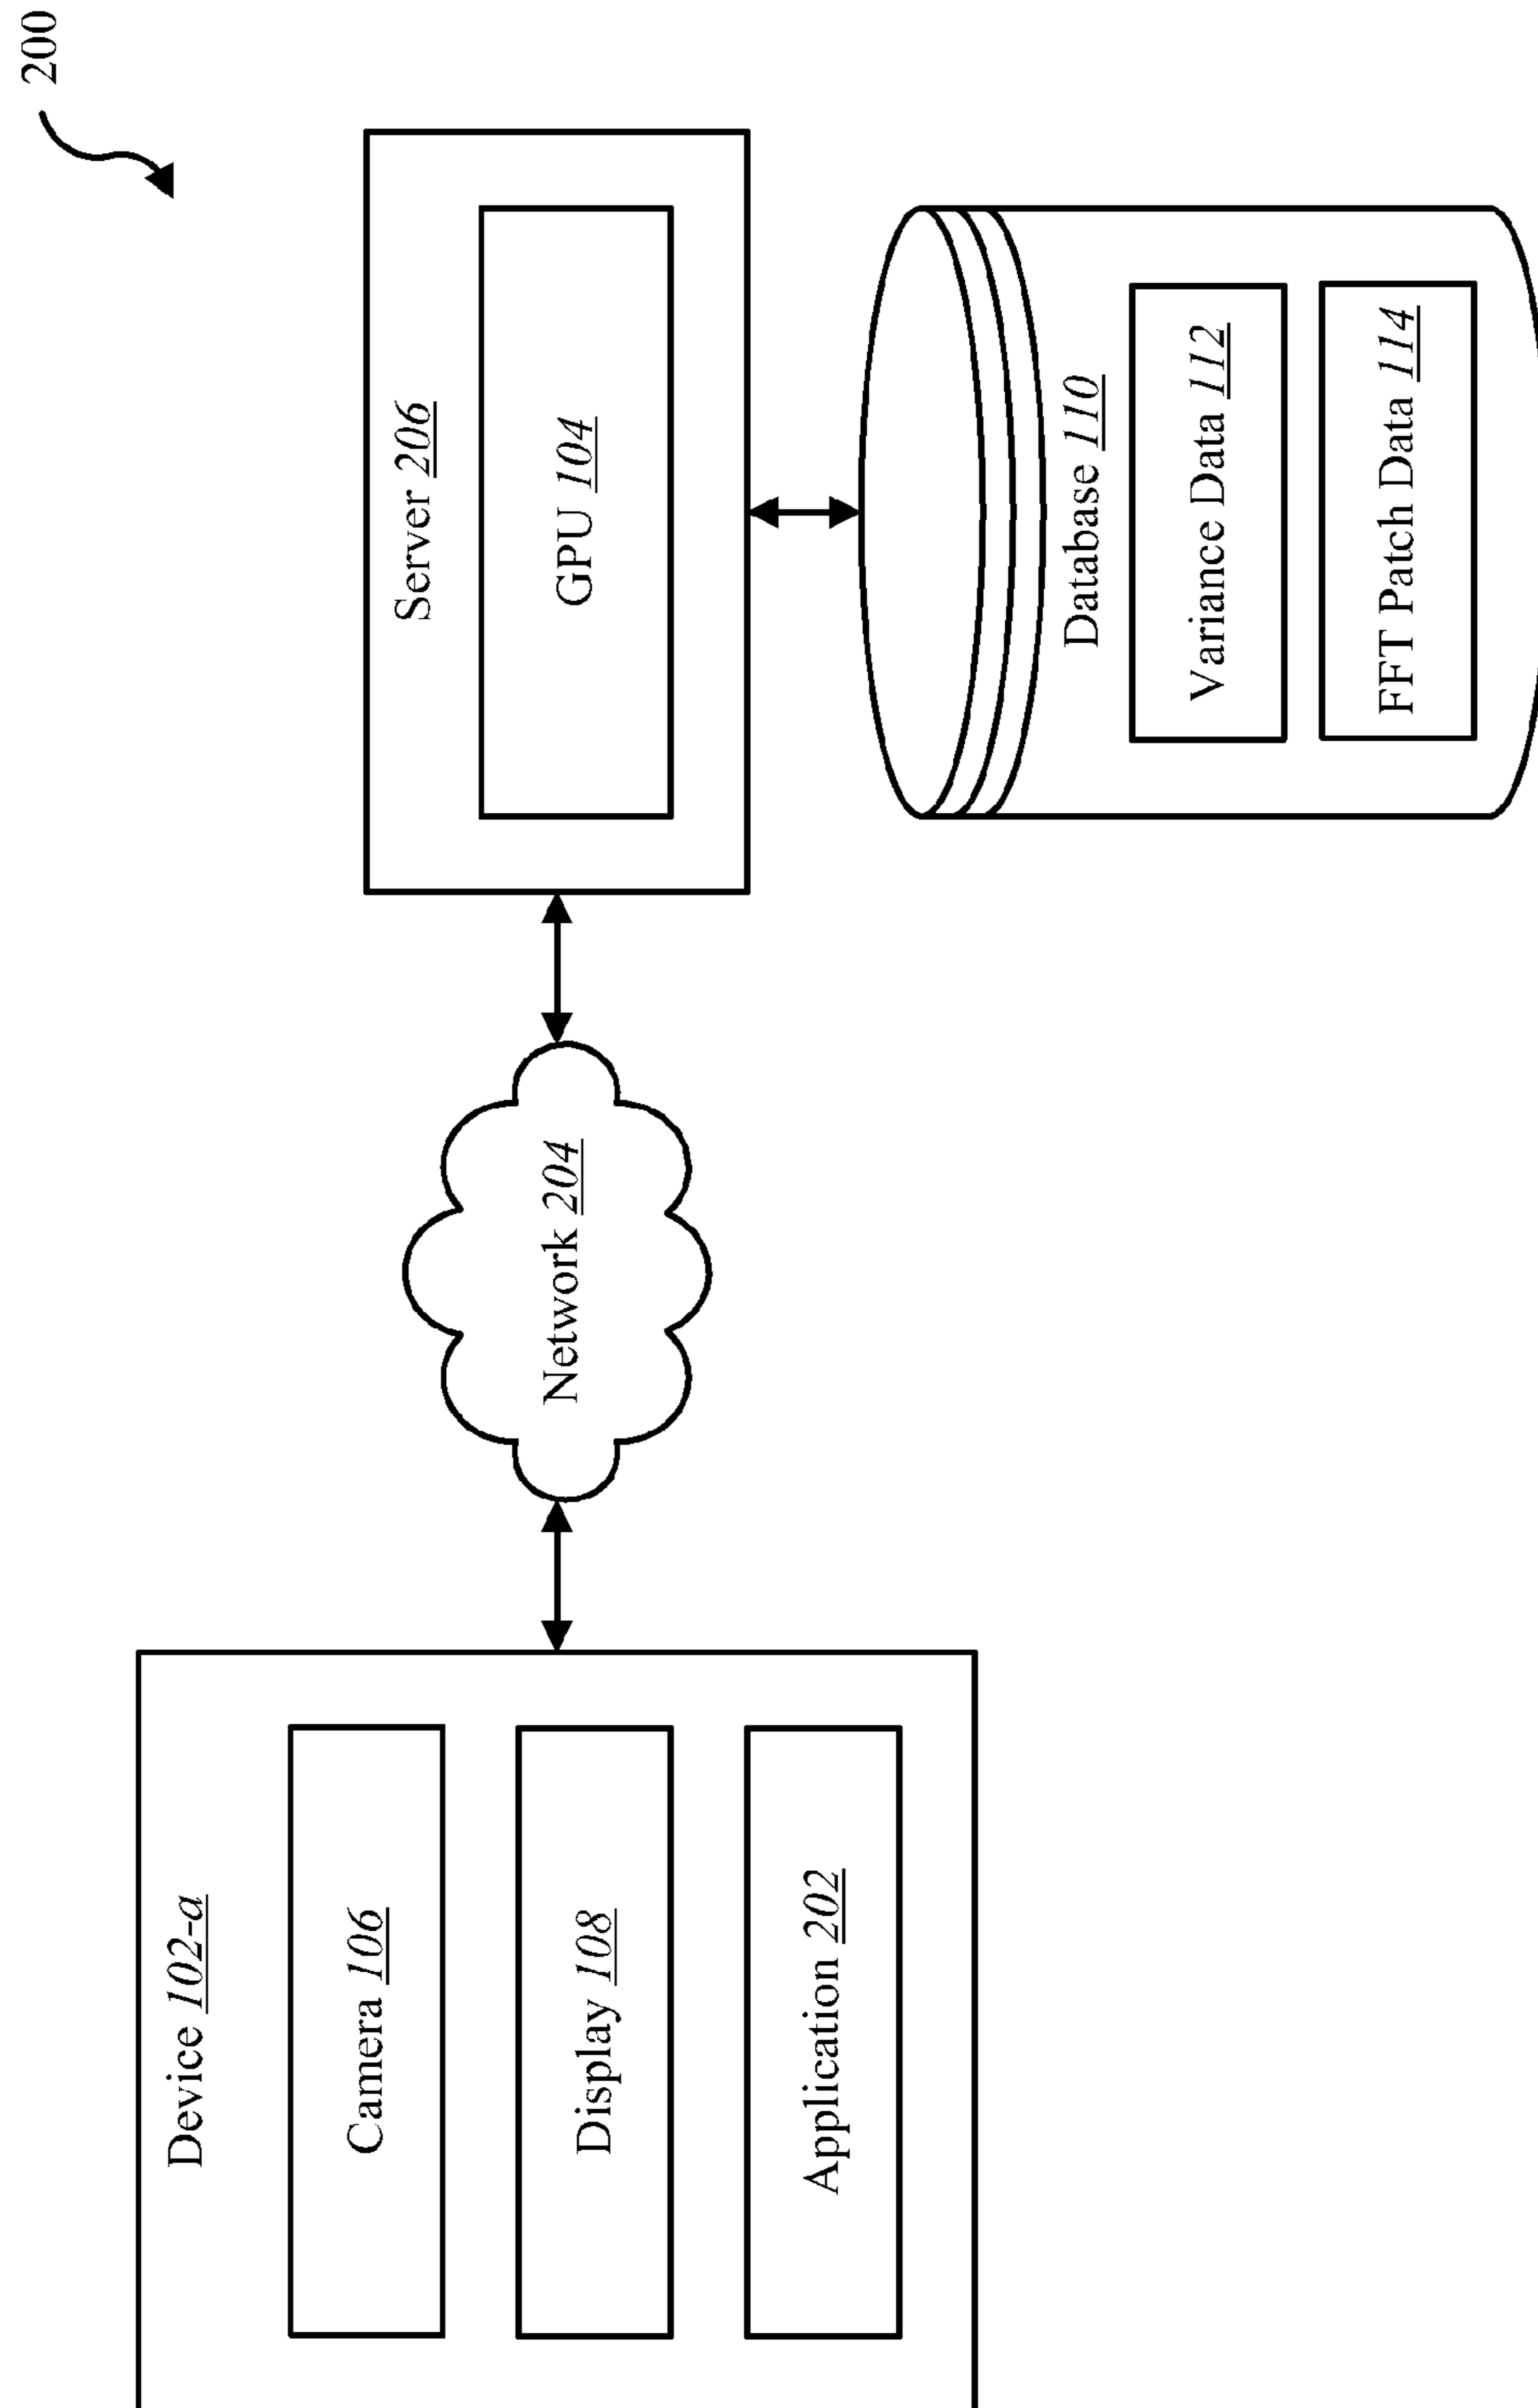 200
Device 102-a
Camera 106
Display 108
Application 202
Network 204
Server 206
GPU 104
Database 110
Variance Data 112
FFT Patch Data 114